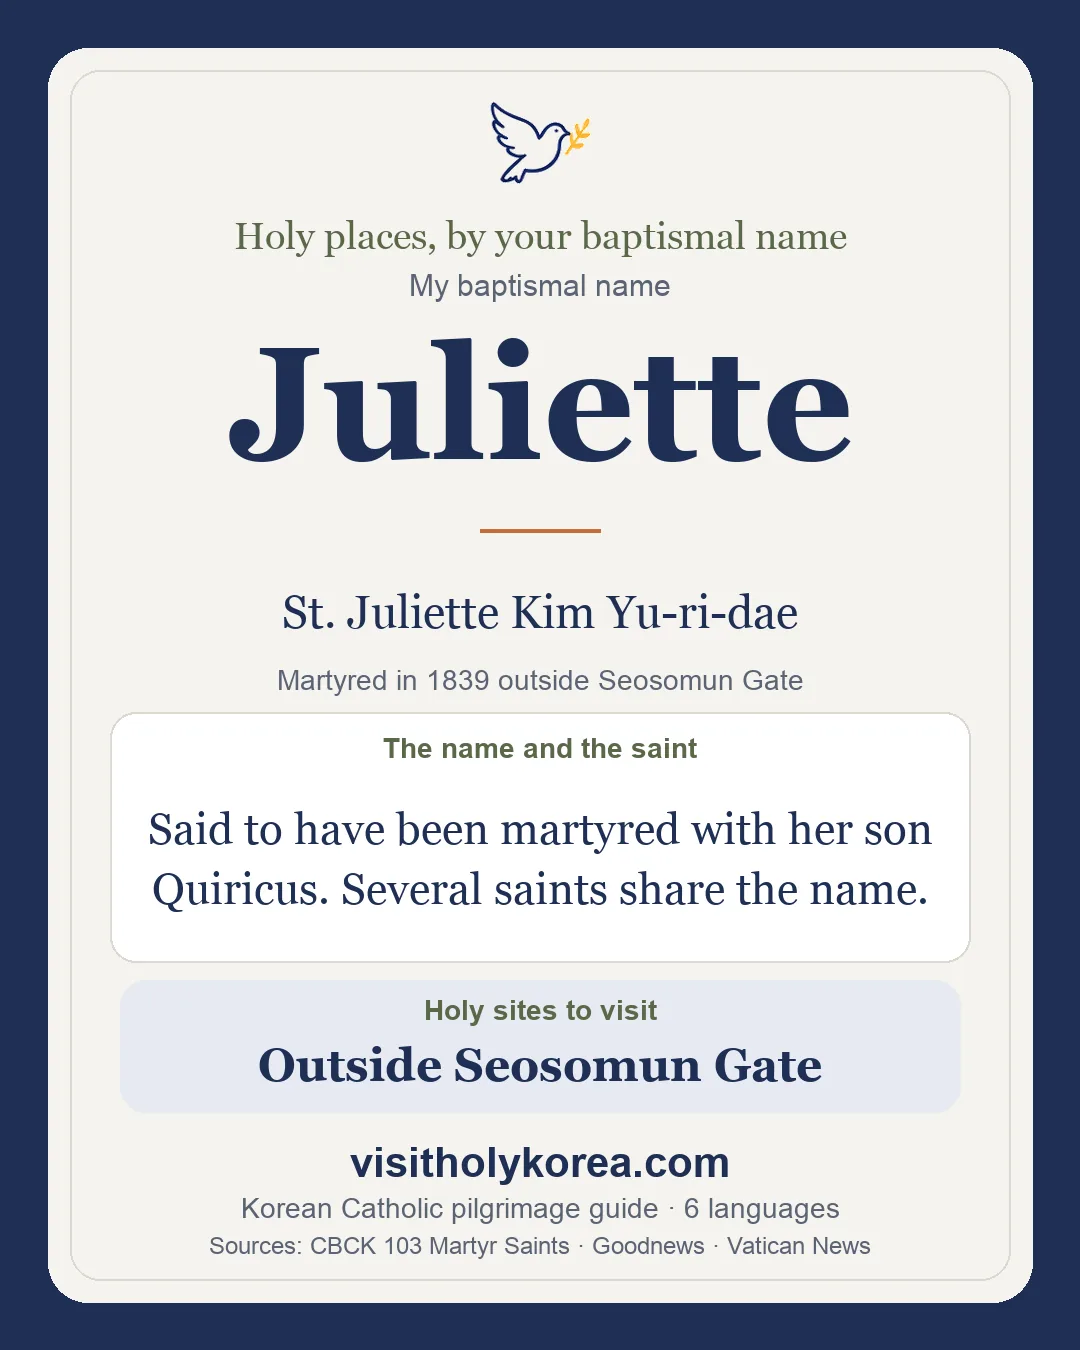 Holy places, by your baptismal name
My baptismal name
Juliette
St. Juliette Kim Yu-ri-dae
Martyred in 1839 outside Seosomun Gate
The name and the saint
Said to have been martyred with her son
Quiricus. Several saints share the name.
Holy sites to visit
Outside Seosomun Gate
visitholykorea.com
Korean Catholic pilgrimage guide · 6 languages
Sources: CBCK 103 Martyr Saints · Goodnews · Vatican News